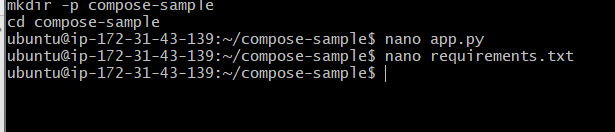 mkdir -p compose-sample
cd compose-sample
ubuntu@ip-172-31-43-139:~/compose-sample$ nano app.py
ubuntu@ip-172-31-43-139:~/compose-sample$ nano requirements.txt
ubuntu@ip-172-31-43-139:~/compose-sample$